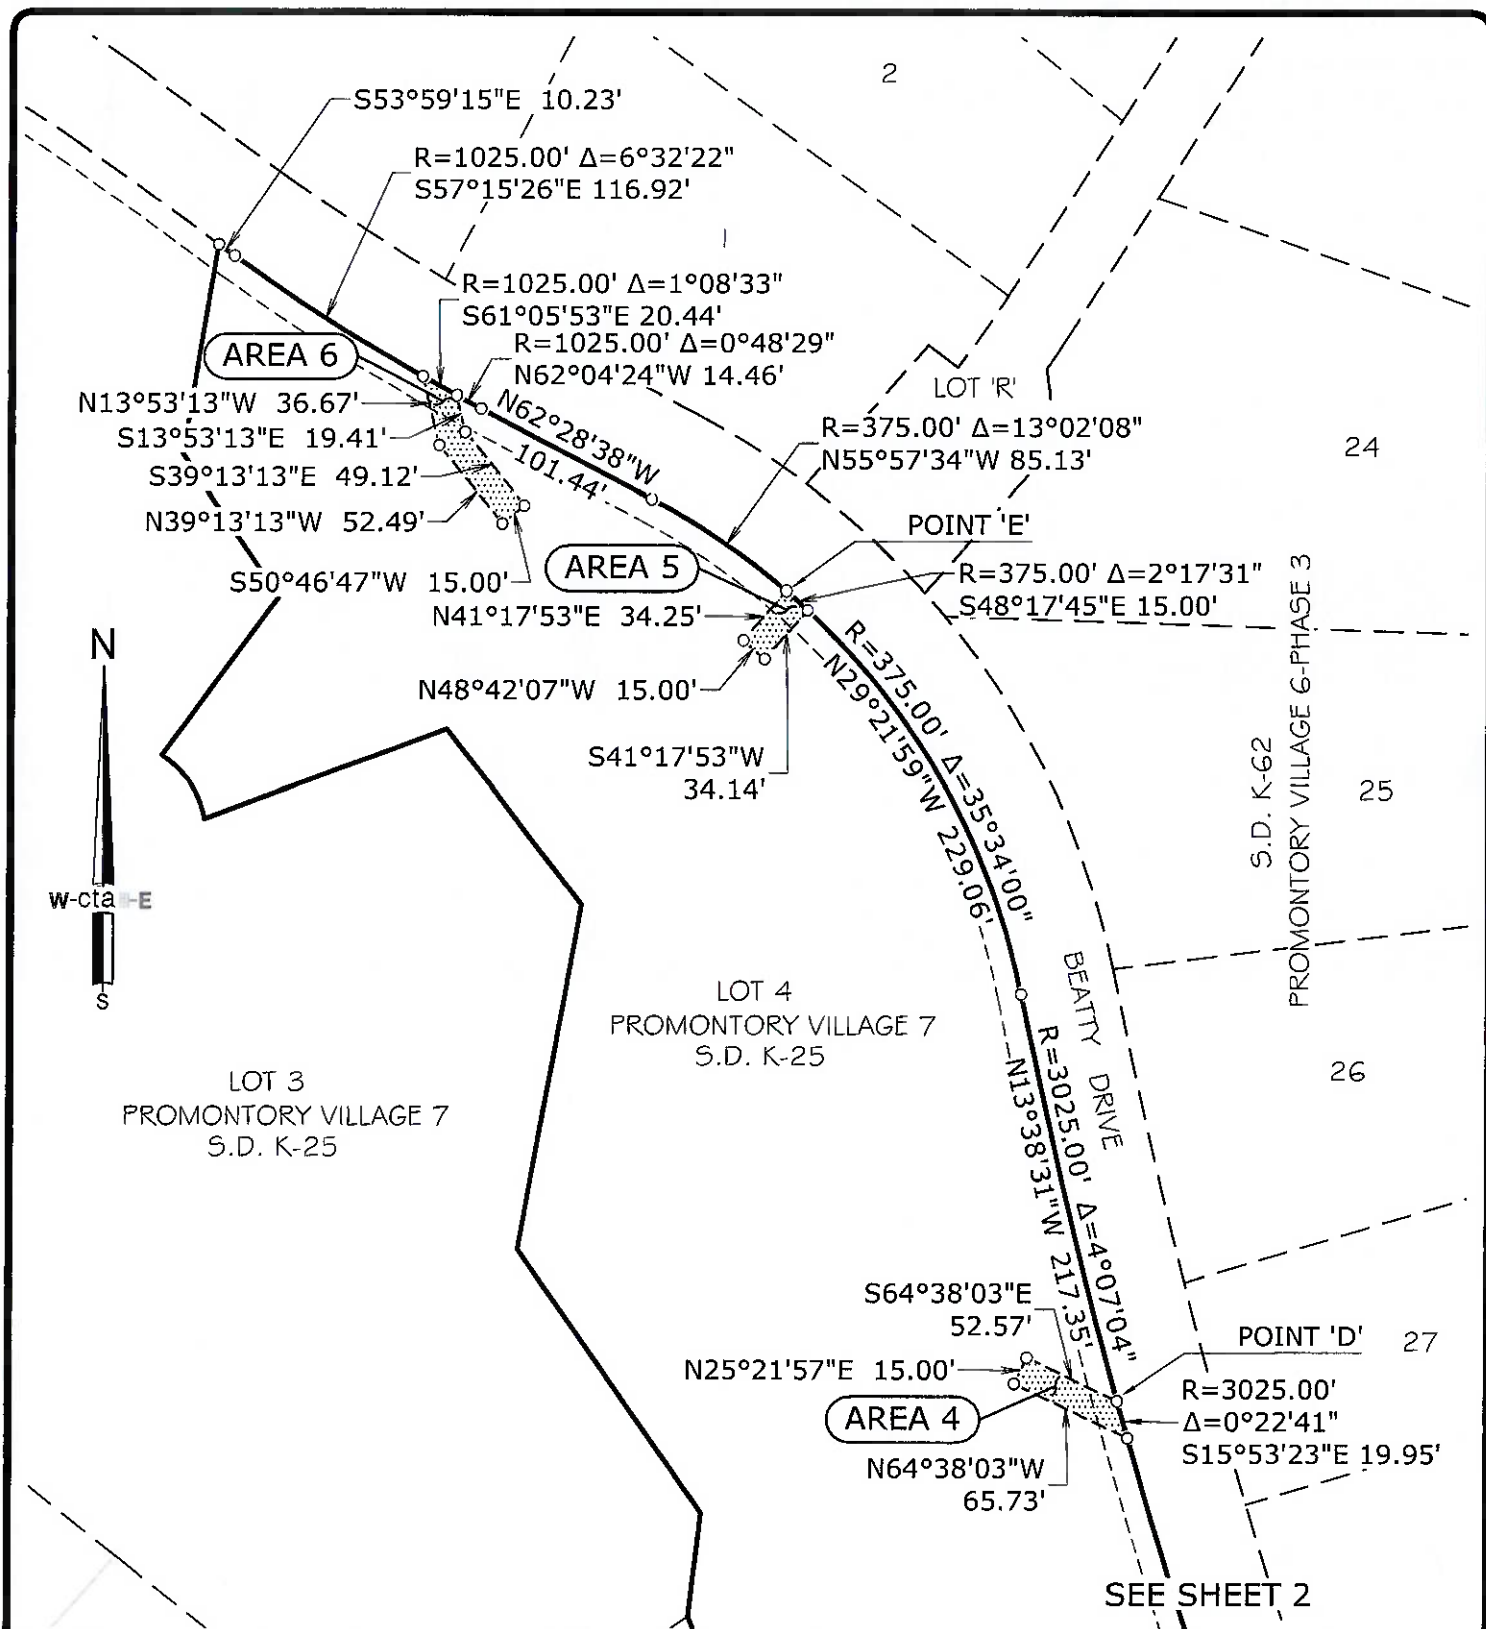 2
S53°59'15"E 10.23'
R=1025.00' Δ=6°32'22"
S57°15'26"E 116.92'
R=1025.00' Δ=1°08'33"
S61°05'53"E 20.44'
R=1025.00' Δ=0°48'29"
N62°04'24"W 14.46'
AREA 6
N13°53'13"W 36.67'
S13°53'13"E 19.41'
S39°13'13"E 49.12'
N39°13'13"W 52.49'
S50°46'47"W 15.00'
N62°28'38"W
101.44'
LOT 'R'
R=375.00' Δ=13°02'08"
N55°57'34"W 85.13'
24
POINT 'E'
AREA 5
R=375.00' Δ=2°17'31"
S48°17'45"E 15.00'
N41°17'53"E 34.25'
N48°42'07"W 15.00'
S41°17'53"W
34.14'
R=375.00' Δ=35°34'00"
N29°21'59"W 229.06'
S.D. K-62
PROMONTORY VILLAGE 6-PHASE 3
25
N
W-cta-E
S
LOT 4
PROMONTORY VILLAGE 7
S.D. K-25
BEATTY DRIVE
26
LOT 3
PROMONTORY VILLAGE 7
S.D. K-25
R=3025.00' Δ=4°07'04"
N13°38'31"W 217.35'
S64°38'03"E
52.57'
N25°21'57"E 15.00'
POINT 'D'
27
AREA 4
R=3025.00'
Δ=0°22'41"
S15°53'23"E 19.95'
N64°38'03"W
65.73'
SEE SHEET 2